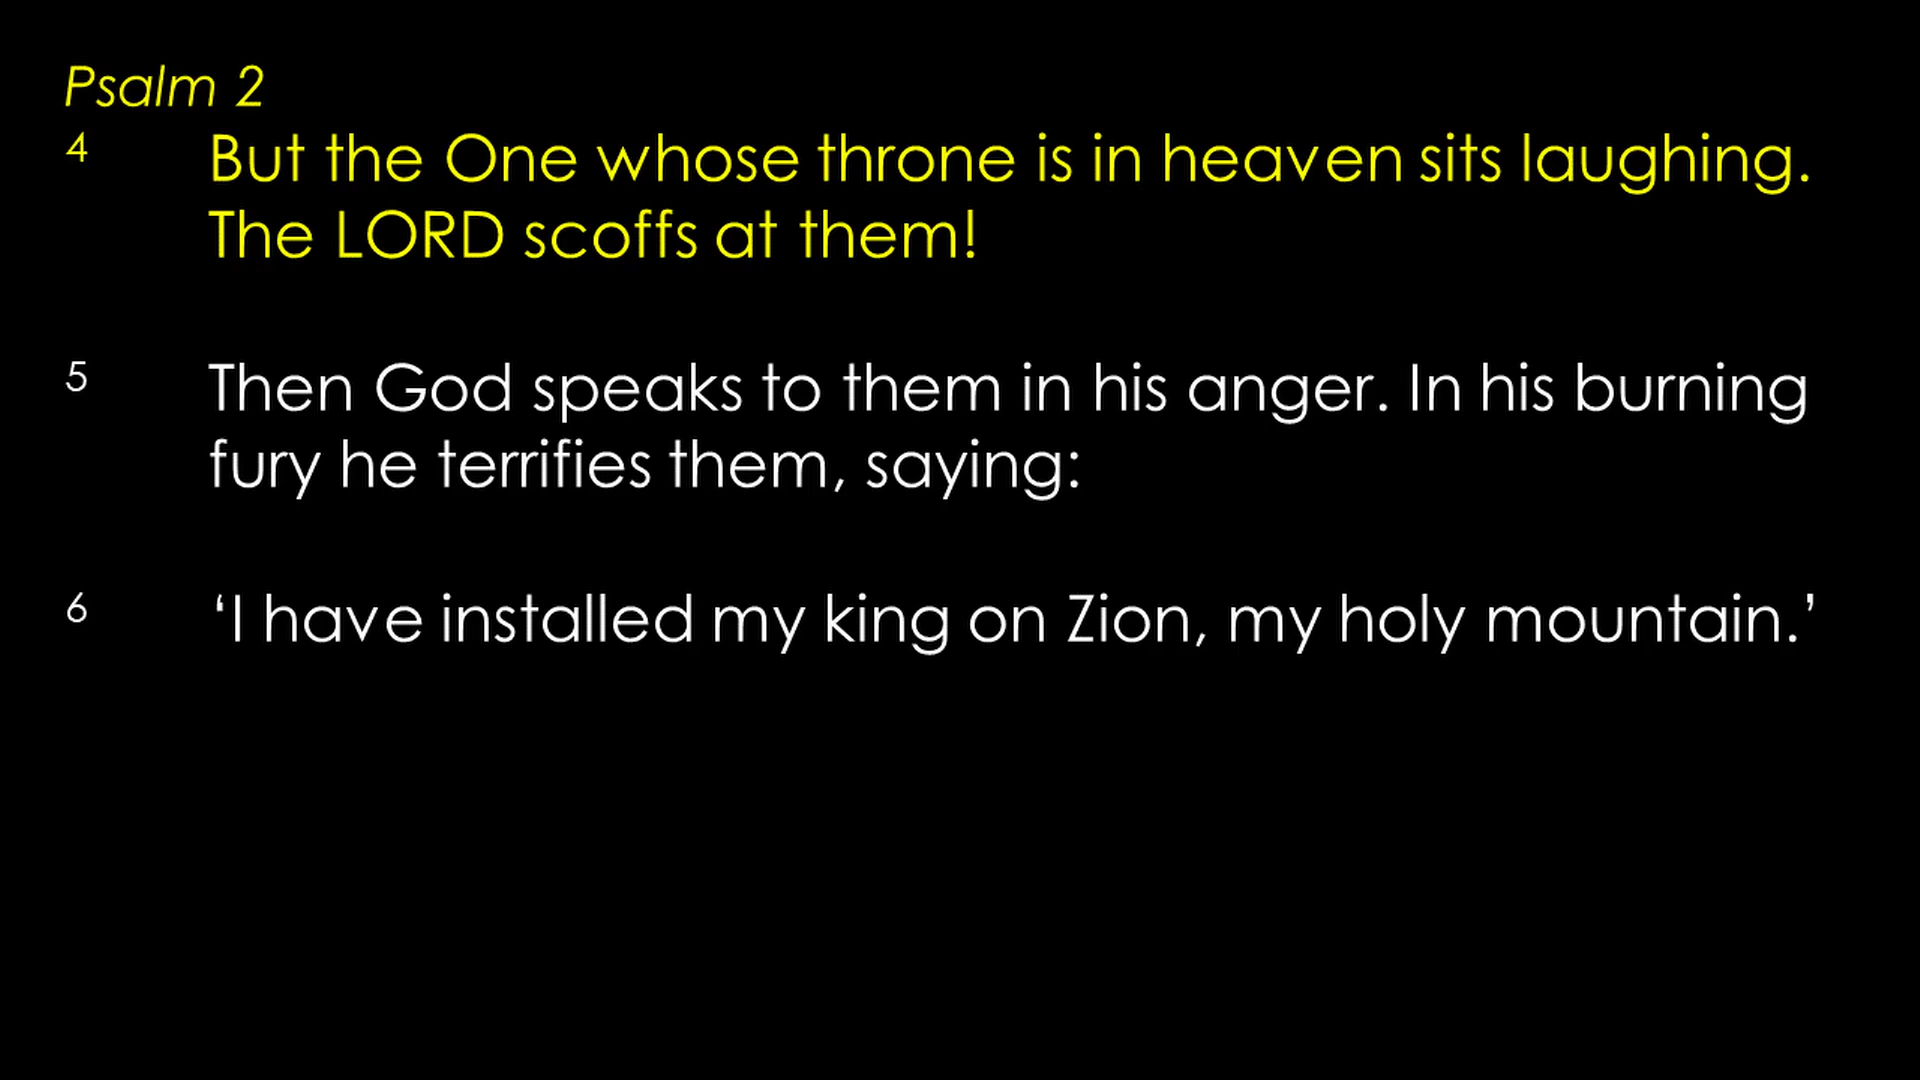 Psalm 2
4 But the One whose throne is in heaven sits laughing.
The LORD scoffs at them!
5 Then God speaks to them in his anger. In his burning
fury he terrifies them, saying:
6 ‘I have installed my king on Zion, my holy mountain.’